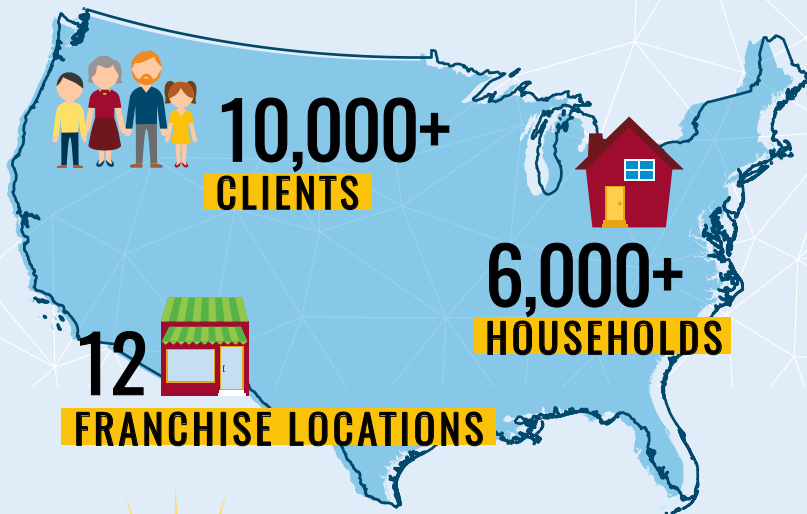 10,000+
CLIENTS
6,000+
HOUSEHOLDS
12
FRANCHISE LOCATIONS